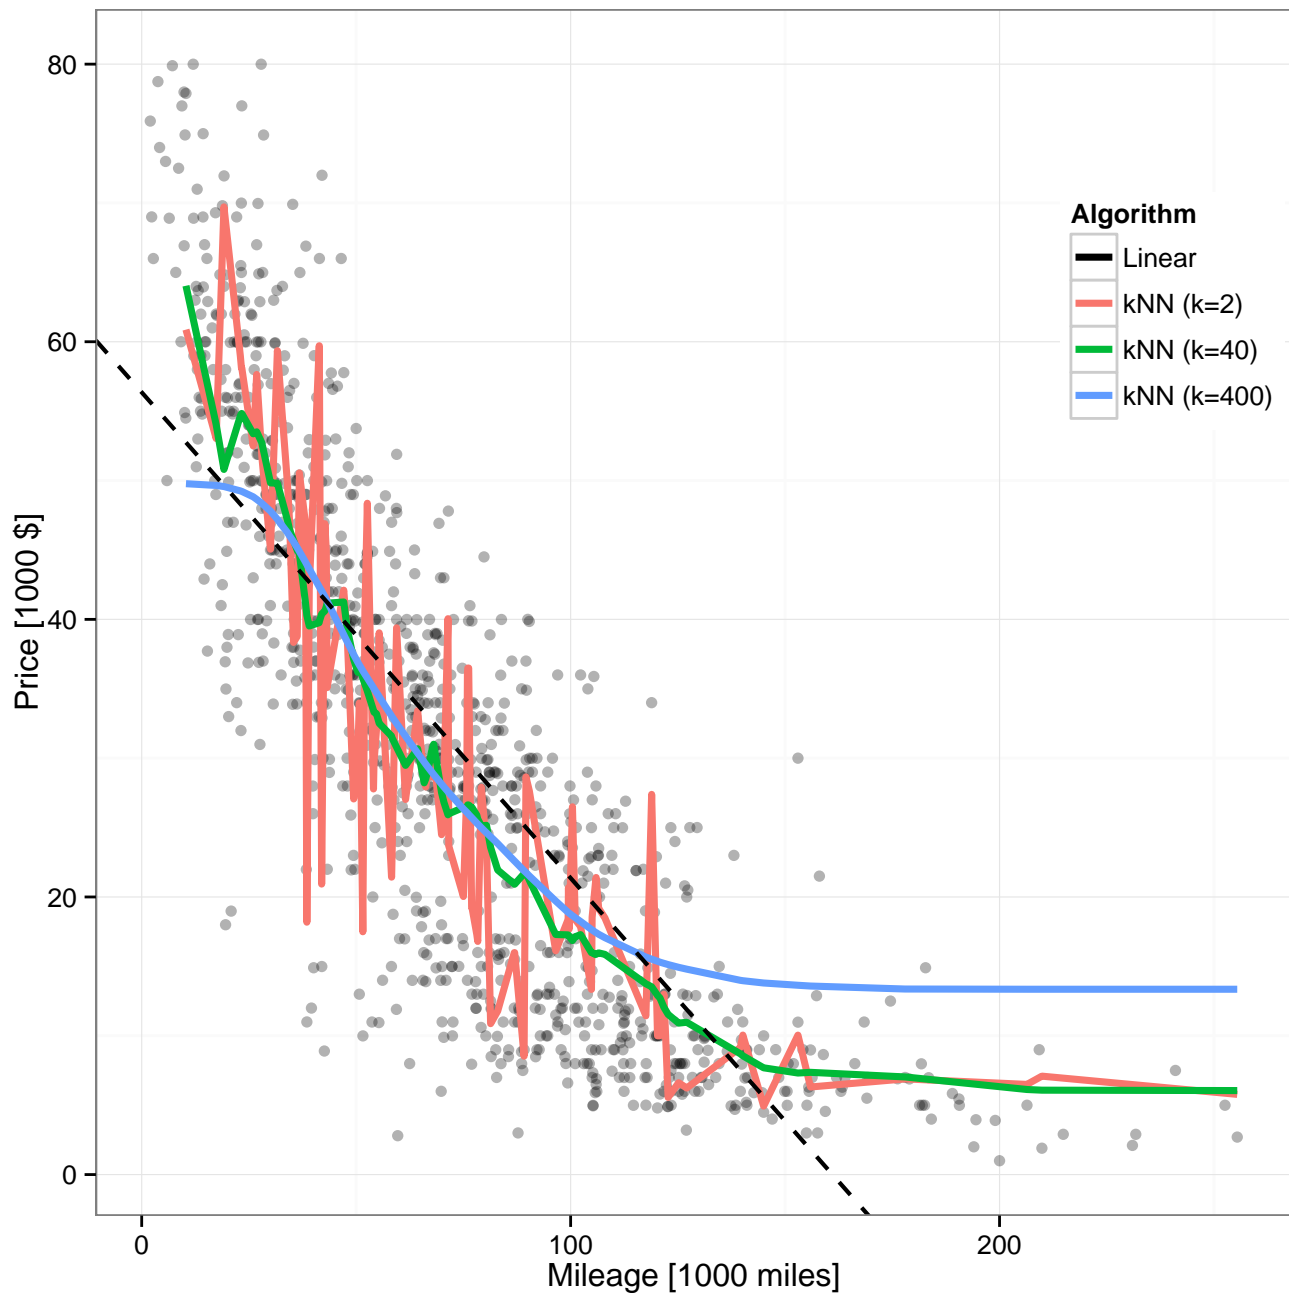 80
60
40
20
0
Price [1000 $]
0
100
200
Mileage [1000 miles]
Algorithm
Linear
kNN (k=2)
kNN (k=40)
kNN (k=400)